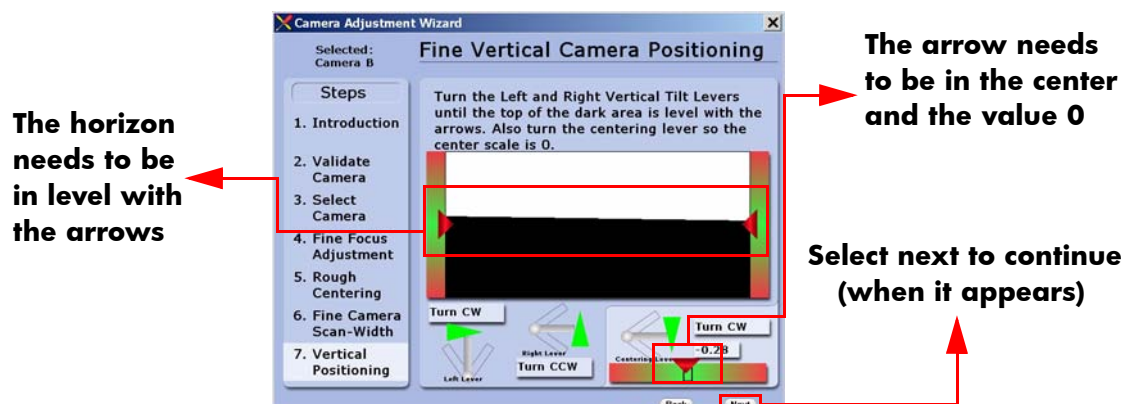 Camera Adjustment Wizard
Selected:
Camera B
Fine Vertical Camera Positioning
Steps
1. Introduction
2. Validate
Camera
3. Select
Camera
4. Fine Focus
Adjustment
5. Rough
Centering
6. Fine Camera
Scan-Width
7. Vertical
Positioning
Turn the Left and Right Vertical Tilt Levers
until the top of the dark area is level with the
arrows. Also turn the centering lever so the
center scale is 0.
Turn CW
Left Lever
Right Lever
Turn CCW
Centering Lever
Turn CW
-0.28
Back
Next
The horizon
needs to be
in level with
the arrows
The arrow needs
to be in the center
and the value 0
Select next to continue
(when it appears)